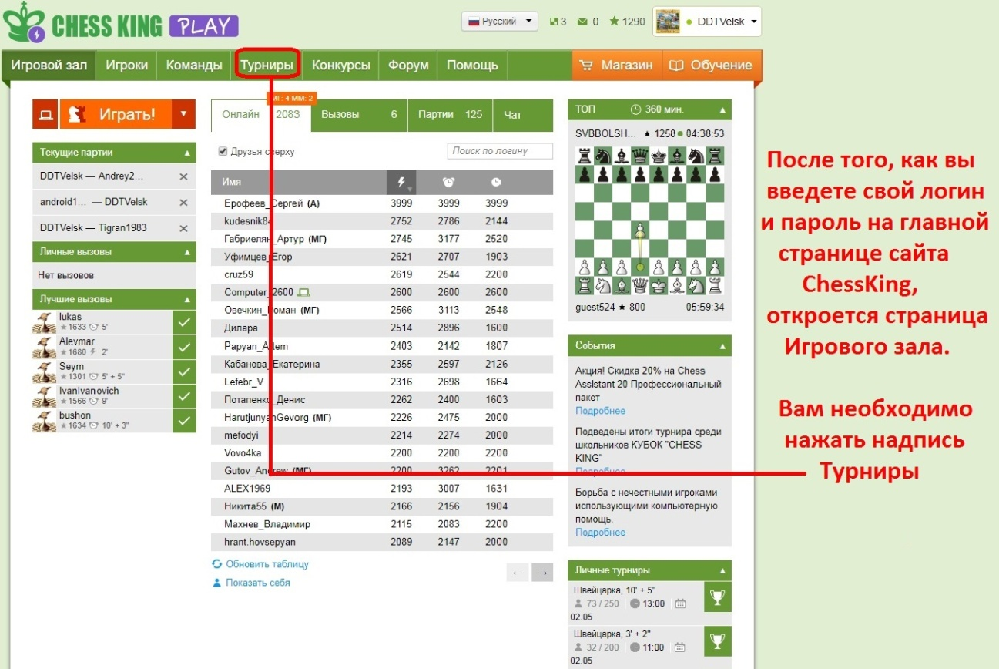 CHESS KING PLAY
Русский
3
0
1290
DDTVelsk
Игровой зал
Игроки
Команды
Турниры
Конкурсы
Форум
Помощь
Магазин
Обучение
Играть!
Текущие партии
DDTVelsk — Andrey2...
android1... — DDTVelsk
DDTVelsk — Tigran1983
Личные вызовы
Нет вызовов
Лучшие вызовы
lukas
1633 5'
Alevmar
1680 2'
Seym
1301 5' + 5"
IvanIvanovich
1566 9'
bushon
1634 10' + 3"
МГ: 4 ММ: 2
Онлайн 2083
Вызовы 6
Партии 125
Чат
Друзья сверху
Поиск по логину
Имя
Ерофеев_Сергей (А) 3999 3999 3999
kudesnik84 2752 2786 2144
Габриелян_Артур (МГ) 2745 3177 2520
Уфимцев_Егор 2621 2707 1903
cruz59 2619 2544 2200
Computer_2600 2600 2600 2600
Овечкин_Роман (МГ) 2566 3113 2548
Дилара 2514 2896 1600
Papyan_Artem 2403 2142 1807
Кабанова_Екатерина 2355 2597 2126
Lefebr_V 2316 2698 1664
Потапенко_Денис 2262 2400 1603
HarutjunyanGevorg (МГ) 2226 2475 2000
mefodyi 2214 2274 2000
Vovo4ka 2200 2200 2200
Gutov_Andrew (МГ) 2200 3262 2201
ALEX1969 2193 3007 1631
Никита55 (М) 2166 2156 1904
Махнев_Владимир 2115 2083 2200
hrant.hovsepyan 2089 2147 2000
Обновить таблицу
Показать себя
ТОП 360 мин.
SVBBOLSH... 1258 04:38:53
guest524 800 05:59:34
События
Акция! Скидка 20% на Chess
Assistant 20 Профессиональный
пакет
Подробнее
Подведены итоги турнира среди
школьников КУБОК "CHESS
KING"
Подробнее
Борьба с нечестными игроками
использующими компьютерную
помощь.
Подробнее
Личные турниры
Швейцарка, 10' + 5"
73 / 250 13:00
02.05
Швейцарка, 3' + 2"
32 / 200 11:00
02.05
После того, как вы
введете свой логин
и пароль на главной
странице сайта
ChessKing,
откроется страница
Игрового зала.
Вам необходимо
нажать надпись
Турниры